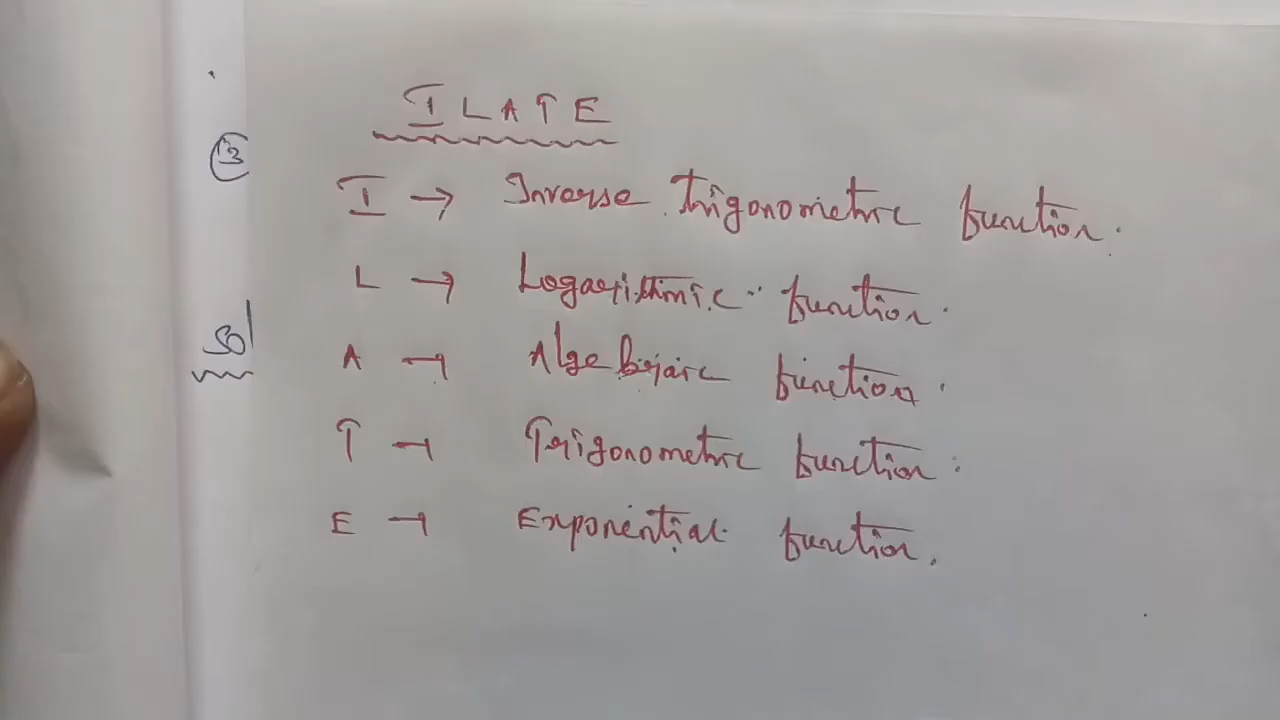 ILATE
13
I → Inverse trigonometric function.
L → Logarithmic function.
Sol
A → Algebraic function.
T → Trigonometric function.
E → Exponential function.